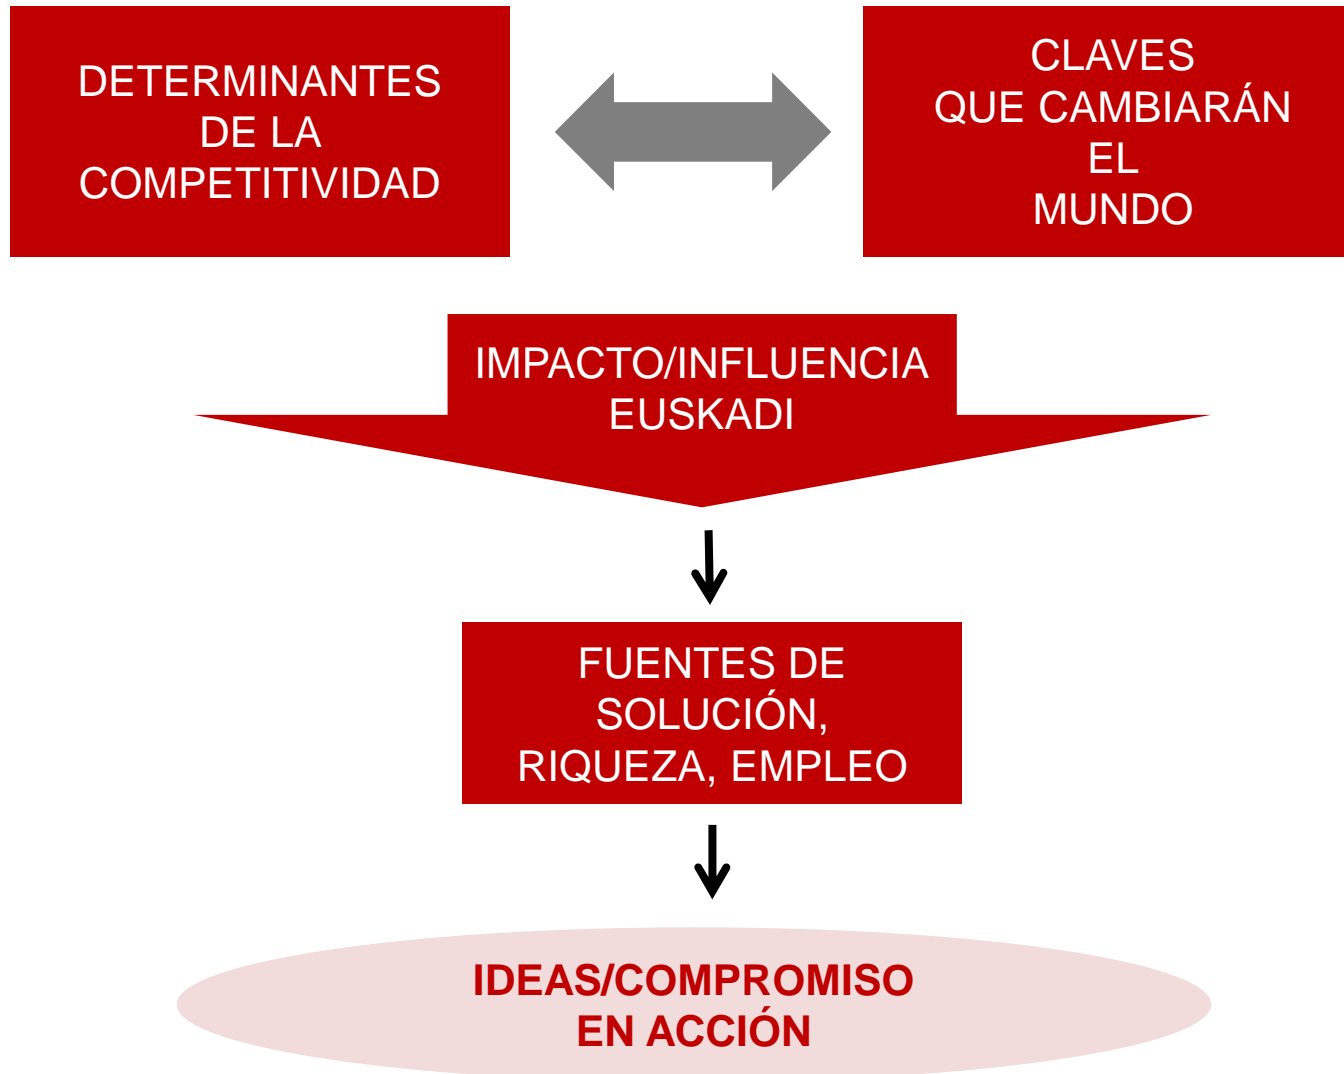 DETERMINANTES
DE LA
COMPETITIVIDAD
CLAVES
QUE CAMBIARÁN
EL
MUNDO
IMPACTO/INFLUENCIA
EUSKADI
FUENTES DE
SOLUCIÓN,
RIQUEZA, EMPLEO
IDEAS/COMPROMISO
EN ACCIÓN